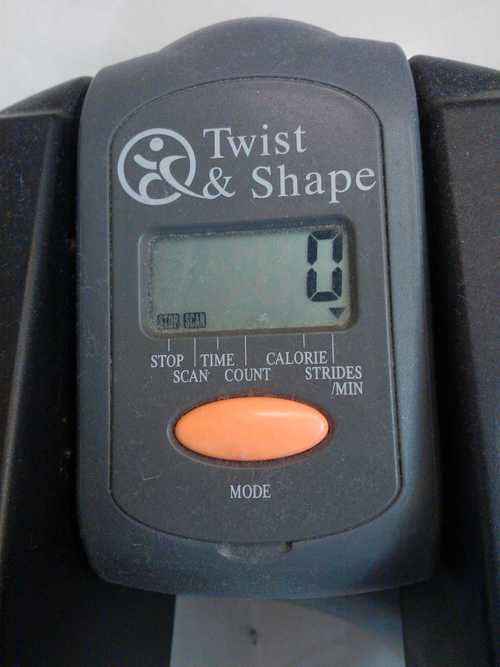 Twist
& Shape
0
STOP SCAN
STOP TIME CALORIE
SCAN COUNT STRIDES
/MIN
MODE